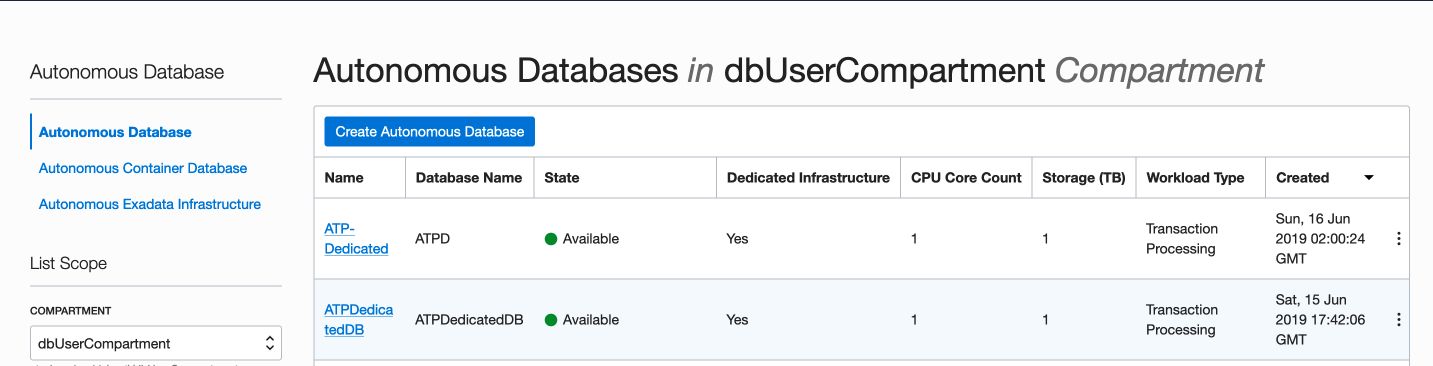 Autonomous Database
Autonomous Database
Autonomous Container Database
Autonomous Exadata Infrastructure
List Scope
COMPARTMENT
dbUserCompartment
Autonomous Databases in dbUserCompartment Compartment
Create Autonomous Database
Name Database Name State Dedicated Infrastructure CPU Core Count Storage (TB) Workload Type Created
ATP-
Dedicated
ATPD
Available
Yes
1
1
Transaction
Processing
Sun, 16 Jun
2019 02:00:24
GMT
ATPDedica
tedDB
ATPDedicatedDB
Available
Yes
1
1
Transaction
Processing
Sat, 15 Jun
2019 17:42:06
GMT